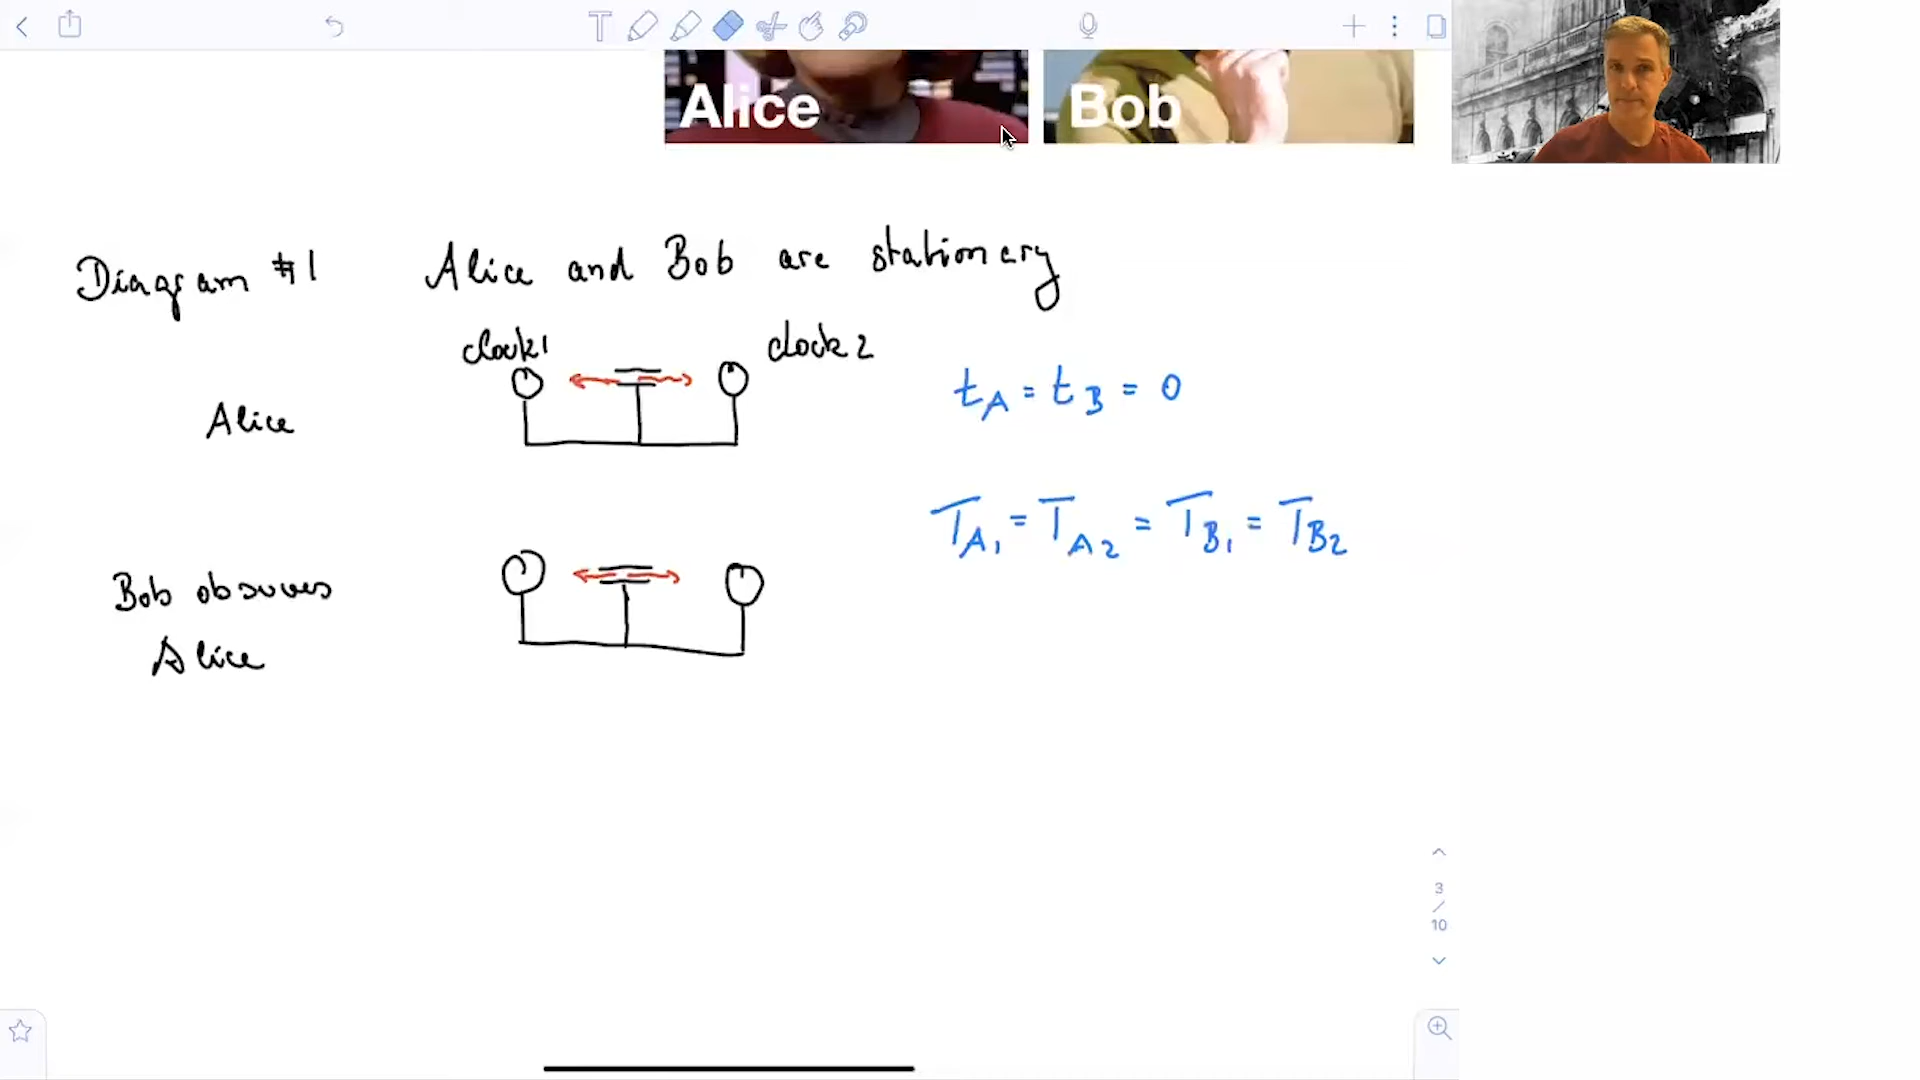 Alice Bob
Diagram #1 Alice and Bob are stationary
clock1 clock2
Alice
t_A = t_B = 0
T_A1 = T_A2 = T_B1 = T_B2
Bob observes
Alice
3
/
10